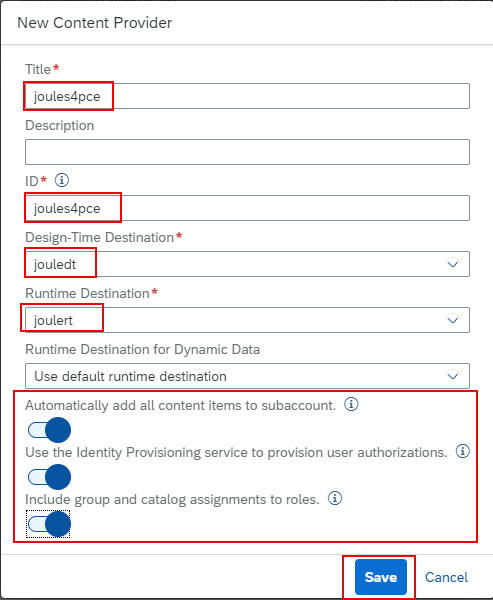 New Content Provider
Title*
joules4pce
Description
ID*
joules4pce
Design-Time Destination*
jouledt
Runtime Destination*
joulert
Runtime Destination for Dynamic Data
Use default runtime destination
Automatically add all content items to subaccount.
Use the Identity Provisioning service to provision user authorizations.
Include group and catalog assignments to roles.
Save Cancel